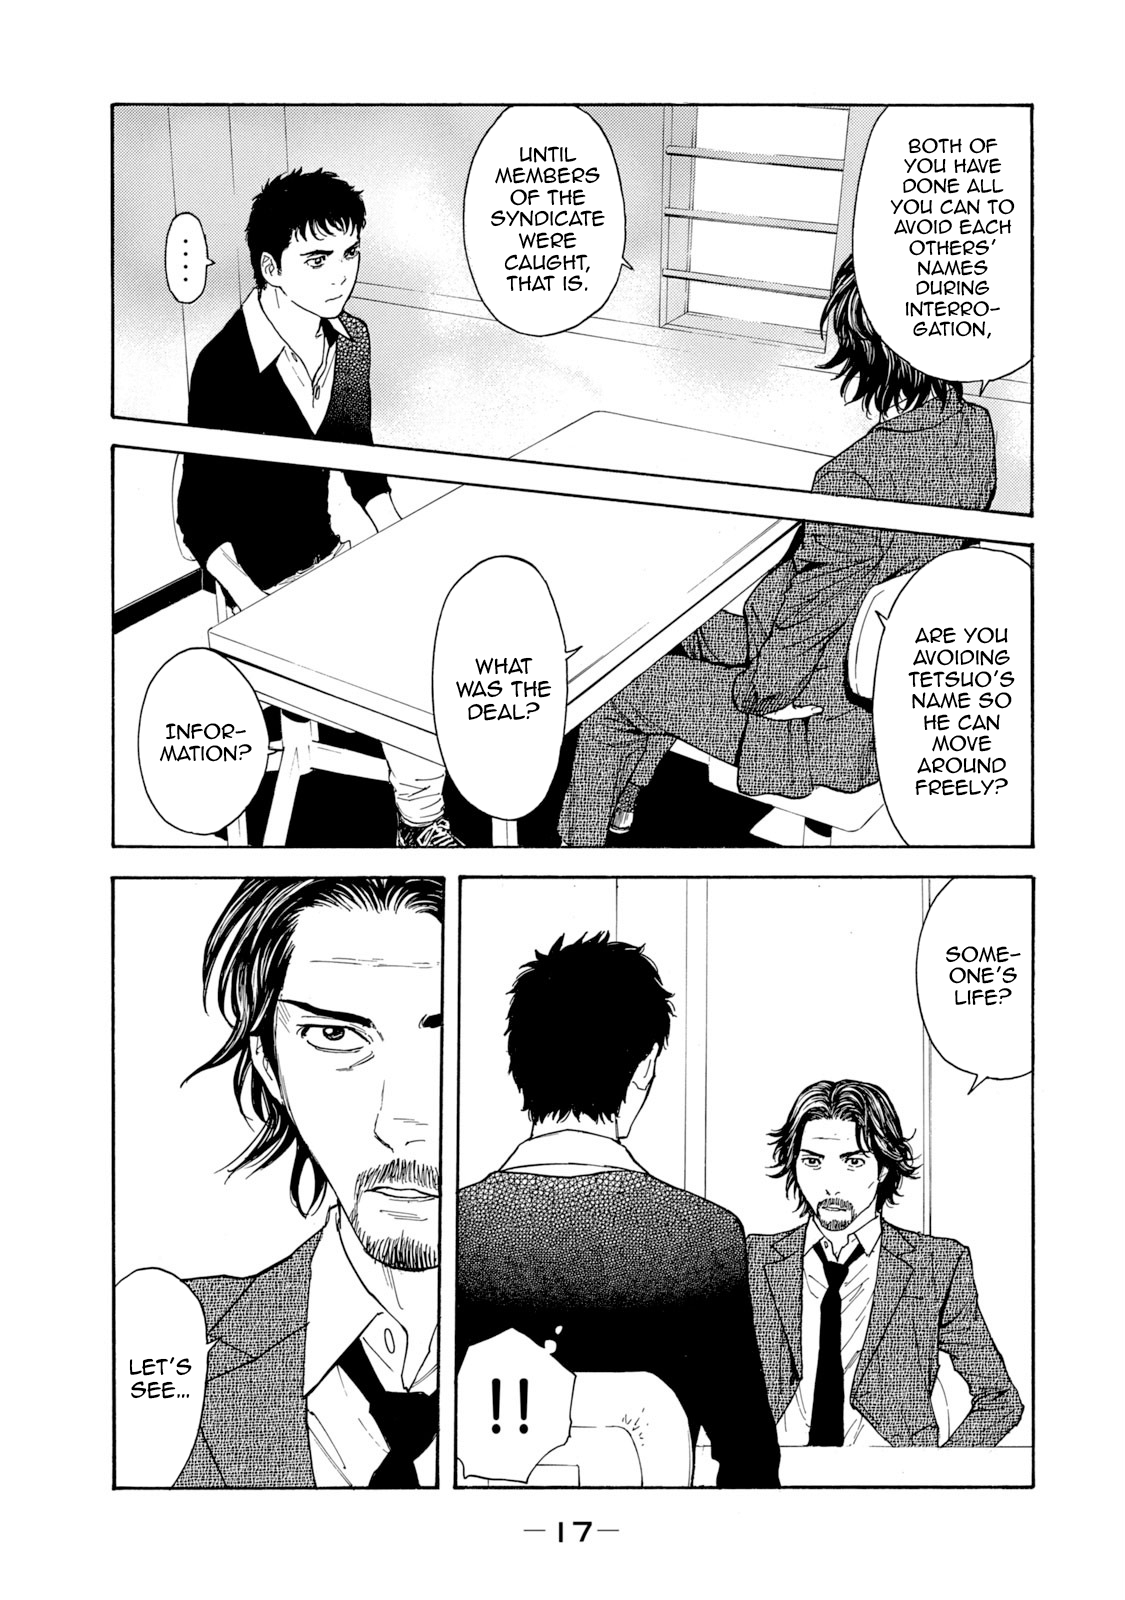 BOTH OF
YOU HAVE
DONE ALL
YOU CAN TO
AVOID EACH
OTHERS'
NAMES
DURING
INTERRO-
GATION,
UNTIL
MEMBERS
OF THE
SYNDICATE
WERE
CAUGHT,
THAT IS.
....
ARE YOU
AVOIDING
TETSUO'S
NAME SO
HE CAN
MOVE
AROUND
FREELY?
WHAT
WAS THE
DEAL?
INFOR-
MATION?
SOME-
ONE'S
LIFE?
!!
LET'S
SEE...
-17-